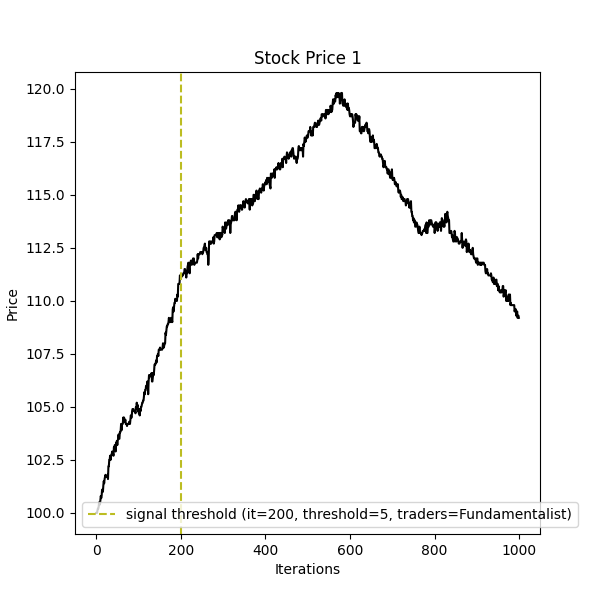 Stock Price 1
120.0
117.5
115.0
112.5
110.0
107.5
105.0
102.5
100.0
Price
signal threshold (it=200, threshold=5, traders=Fundamentalist)
0 200 400 600 800 1000
Iterations